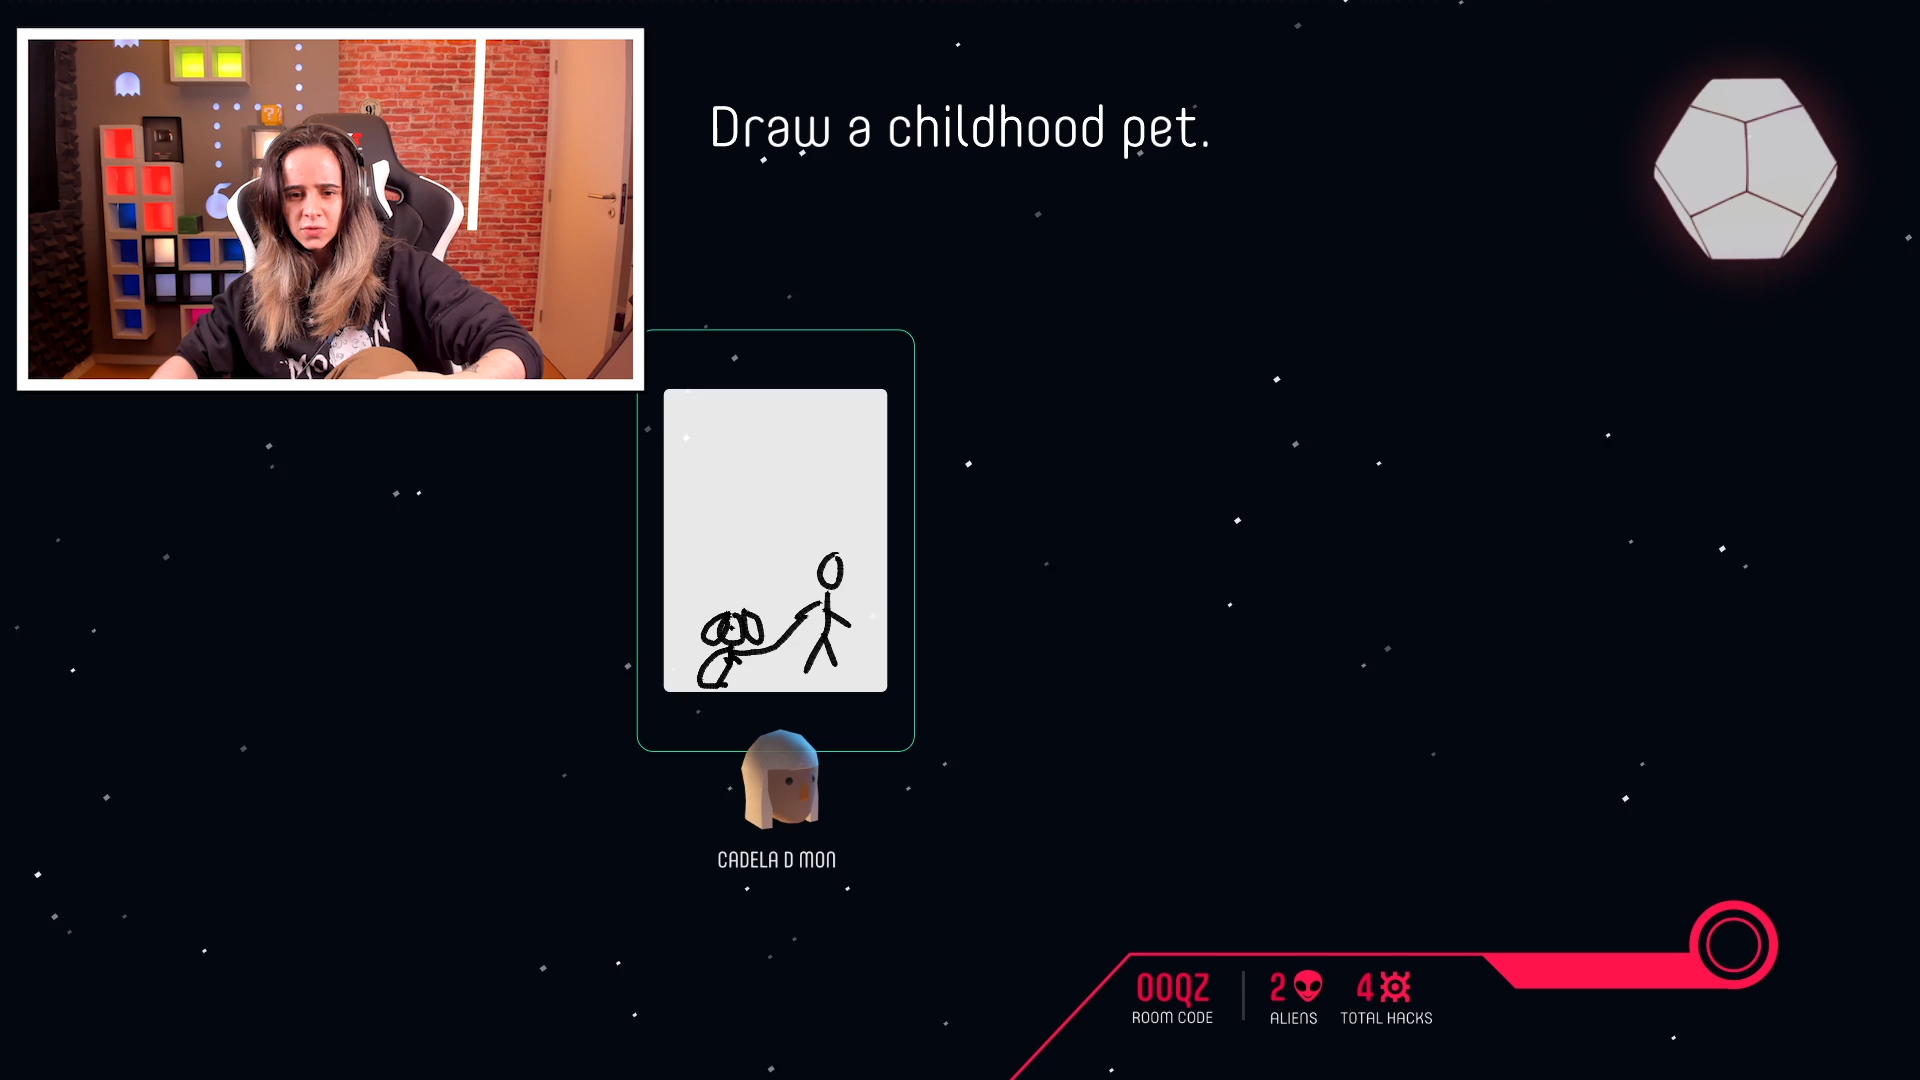 Draw a childhood pet.
CADELA D MON
OOQZ
ROOM CODE
2
ALIENS
4
TOTAL HACKS